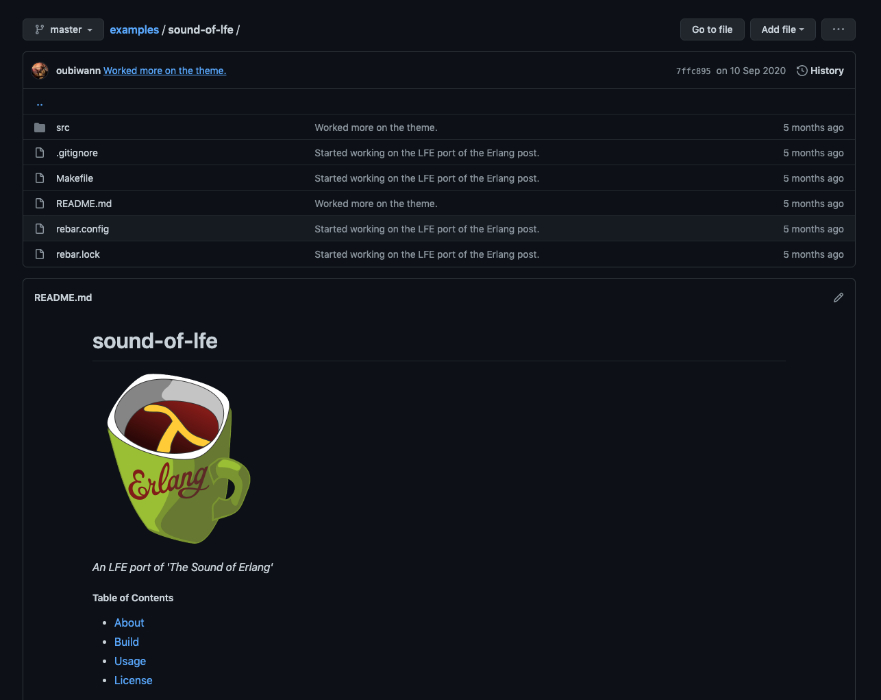 master examples / sound-of-lfe / Go to file Add file ...
oubiwann Worked more on the theme. 7ffc895 on 10 Sep 2020 History
..
src Worked more on the theme. 5 months ago
.gitignore Started working on the LFE port of the Erlang post. 5 months ago
Makefile Started working on the LFE port of the Erlang post. 5 months ago
README.md Worked more on the theme. 5 months ago
rebar.config Started working on the LFE port of the Erlang post. 5 months ago
rebar.lock Started working on the LFE port of the Erlang post. 5 months ago
README.md
sound-of-lfe
Erlang
An LFE port of 'The Sound of Erlang'
Table of Contents
• About
• Build
• Usage
• License